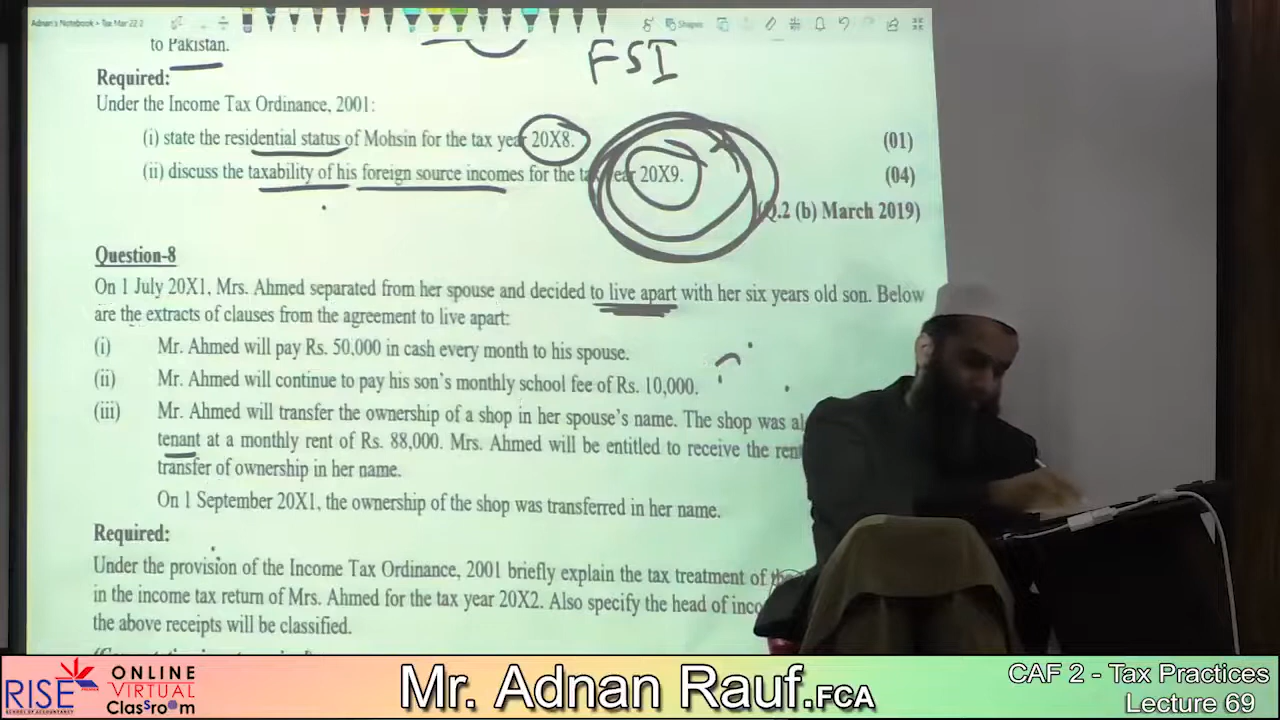 Adnan's Notebook - Tax Mar 22 2
Shapes
to Pakistan.
FSI
Required:
Under the Income Tax Ordinance, 2001:
(i) state the residential status of Mohsin for the tax year 20X8. (01)
(ii) discuss the taxability of his foreign source incomes for the tax year 20X9. (04)
(Q.2 (b) March 2019)
Question-8
On 1 July 20X1, Mrs. Ahmed separated from her spouse and decided to live apart with her six years old son. Below
are the extracts of clauses from the agreement to live apart:
(i) Mr. Ahmed will pay Rs. 50,000 in cash every month to his spouse.
(ii) Mr. Ahmed will continue to pay his son's monthly school fee of Rs. 10,000.
(iii) Mr. Ahmed will transfer the ownership of a shop in her spouse's name. The shop was al
tenant at a monthly rent of Rs. 88,000. Mrs. Ahmed will be entitled to receive the rent
transfer of ownership in her name.
On 1 September 20X1, the ownership of the shop was transferred in her name.
Required:
Under the provision of the Income Tax Ordinance, 2001 briefly explain the tax treatment of
in the income tax return of Mrs. Ahmed for the tax year 20X2. Also specify the head of inco
the above receipts will be classified.
RISE
SCHOOL OF ACCOUNTANCY
ONLINE
VIRTUAL
Classroom
Mr. Adnan Rauf.FCA
CAF 2 - Tax Practices
Lecture 69